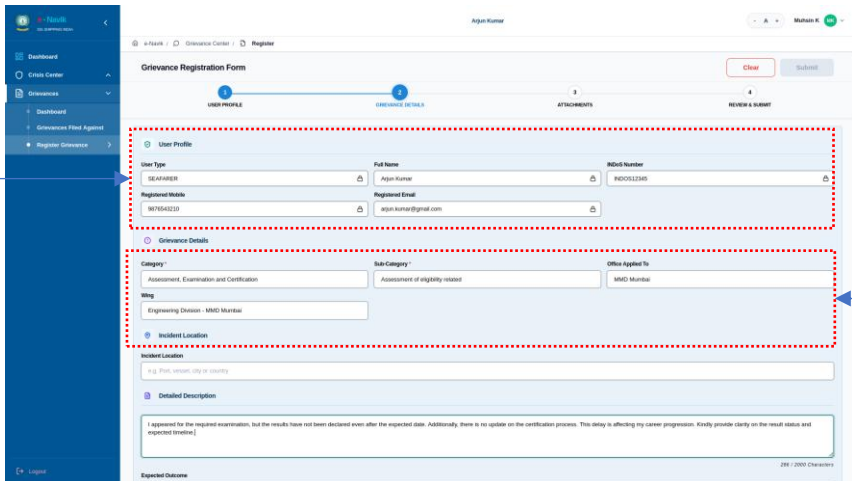 e-Navik
DG SHIPPING INDIA
Arjun Kumar
- A +
Muhsin K
e-Navik / Grievance Center / Register
Dashboard
Crisis Center
Grievances
Dashboard
Grievances Filed Against
Register Grievance
Logout
Grievance Registration Form
Clear
Submit
1
2
3
4
USER PROFILE
GRIEVANCE DETAILS
ATTACHMENTS
REVIEW & SUBMIT
User Profile
User Type
Full Name
INDoS Number
SEAFARER
Arjun Kumar
INDOS12345
Registered Mobile
Registered Email
9876543210
arjun.kumar@gmail.com
Grievance Details
Category *
Sub-Category *
Office Applied To
Assessment, Examination and Certification
Assessment of eligibility related
MMD Mumbai
Wing
Engineering Division - MMD Mumbai
Incident Location
Incident Location
e.g. Port, vessel, city or country
Detailed Description
I appeared for the required examination, but the results have not been declared even after the expected date. Additionally, there is no update on the certification process. This delay is affecting my career progression. Kindly provide clarity on the result status and
expected timeline.
/ 2000 Characters
Expected Outcome